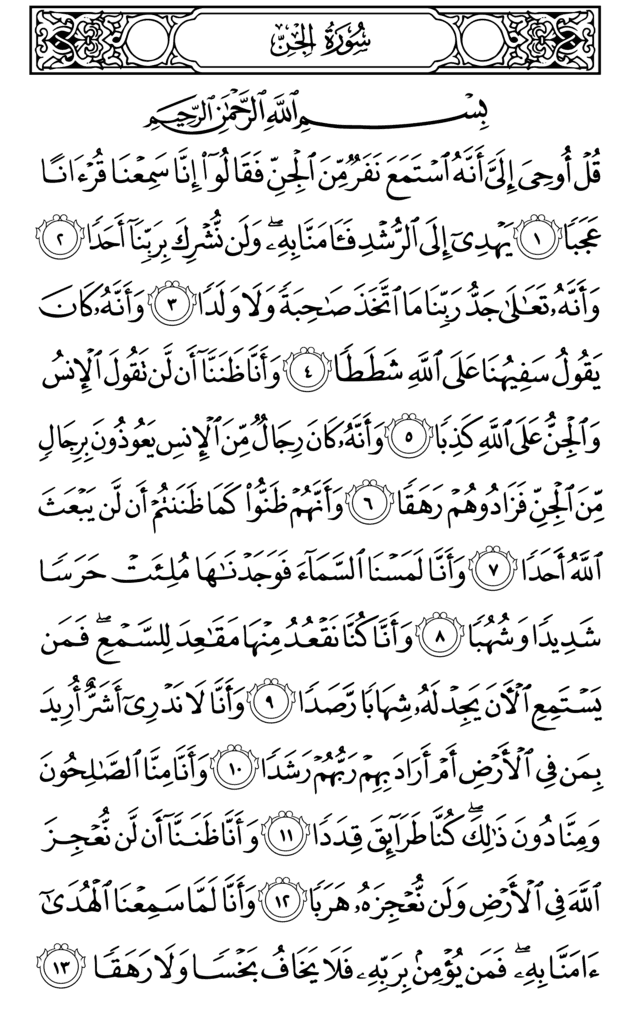 سُورَةُ الجِنِّ
بِسْمِ ٱللَّهِ ٱلرَّحْمَٰنِ ٱلرَّحِيمِ
قُلْ أُوحِيَ إِلَيَّ أَنَّهُ ٱسْتَمَعَ نَفَرٌ مِّنَ ٱلْجِنِّ فَقَالُوٓا۟ إِنَّا سَمِعْنَا قُرْءَانًا
عَجَبًا ١ يَهْدِىٓ إِلَى ٱلرُّشْدِ فَـَٔامَنَّا بِهِۦ ۖ وَلَن نُّشْرِكَ بِرَبِّنَآ أَحَدًا ٢
وَأَنَّهُۥ تَعَٰلَىٰ جَدُّ رَبِّنَا مَا ٱتَّخَذَ صَٰحِبَةً وَلَا وَلَدًا ٣ وَأَنَّهُۥ كَانَ
يَقُولُ سَفِيهُنَا عَلَى ٱللَّهِ شَطَطًا ٤ وَأَنَّا ظَنَنَّآ أَن لَّن تَقُولَ ٱلْإِنسُ
وَٱلْجِنُّ عَلَى ٱللَّهِ كَذِبًا ٥ وَأَنَّهُۥ كَانَ رِجَالٌ مِّنَ ٱلْإِنسِ يَعُوذُونَ بِرِجَالٍ
مِّنَ ٱلْجِنِّ فَزَادُوهُمْ رَهَقًا ٦ وَأَنَّهُمْ ظَنُّوا۟ كَمَا ظَنَنتُمْ أَن لَّن يَبْعَثَ
ٱللَّهُ أَحَدًا ٧ وَأَنَّا لَمَسْنَا ٱلسَّمَآءَ فَوَجَدْنَٰهَا مُلِئَتْ حَرَسًا
شَدِيدًا وَشُهُبًا ٨ وَأَنَّا كُنَّا نَقْعُدُ مِنْهَا مَقَٰعِدَ لِلسَّمْعِ ۖ فَمَن
يَسْتَمِعِ ٱلْـَٔانَ يَجِدْ لَهُۥ شِهَابًا رَّصَدًا ٩ وَأَنَّا لَا نَدْرِىٓ أَشَرٌّ أُرِيدَ
بِمَن فِى ٱلْأَرْضِ أَمْ أَرَادَ بِهِمْ رَبُّهُمْ رَشَدًا ١٠ وَأَنَّا مِنَّا ٱلصَّٰلِحُونَ
وَمِنَّا دُونَ ذَٰلِكَ ۖ كُنَّا طَرَآئِقَ قِدَدًا ١١ وَأَنَّا ظَنَنَّآ أَن لَّن نُّعْجِزَ
ٱللَّهَ فِى ٱلْأَرْضِ وَلَن نُّعْجِزَهُۥ هَرَبًا ١٢ وَأَنَّا لَمَّا سَمِعْنَا ٱلْهُدَىٰٓ
ءَامَنَّا بِهِۦ ۖ فَمَن يُؤْمِنۢ بِرَبِّهِۦ فَلَا يَخَافُ بَخْسًا وَلَا رَهَقًا ١٣